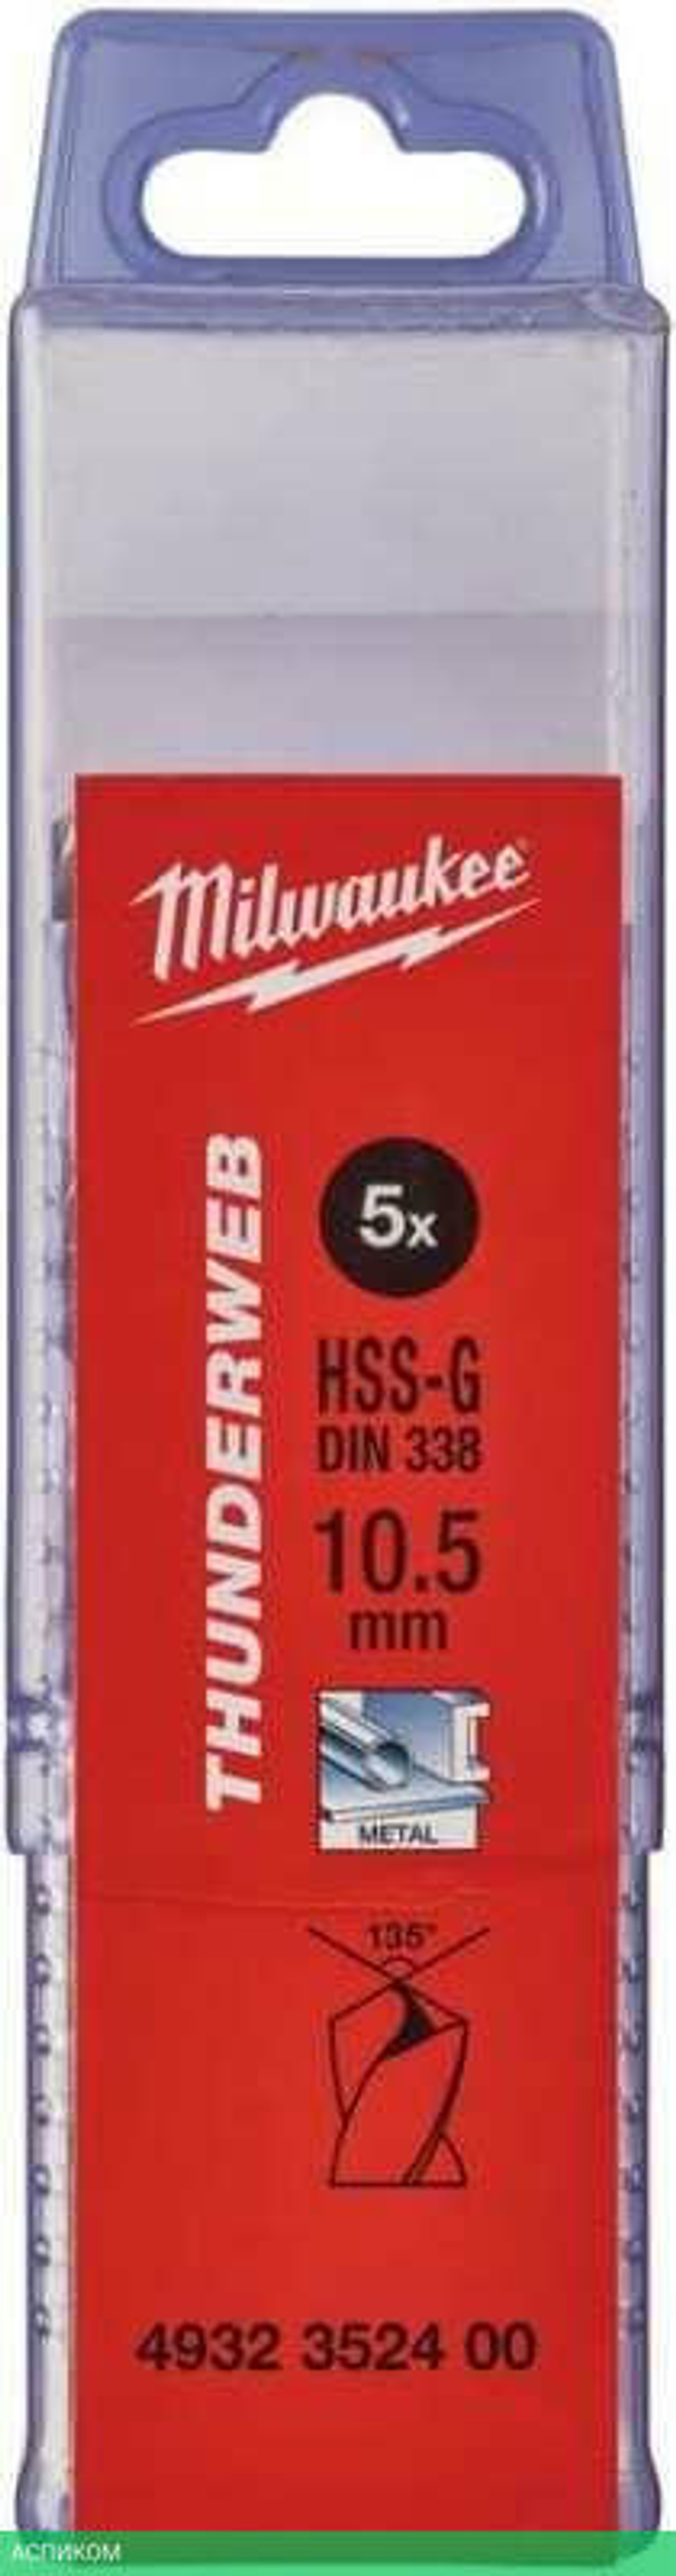 Milwaukee
THUNDERWEB
5x
HSS-G
DIN 338
10.5
mm
METAL
135°
4932 3524 00
АСПИКОМ